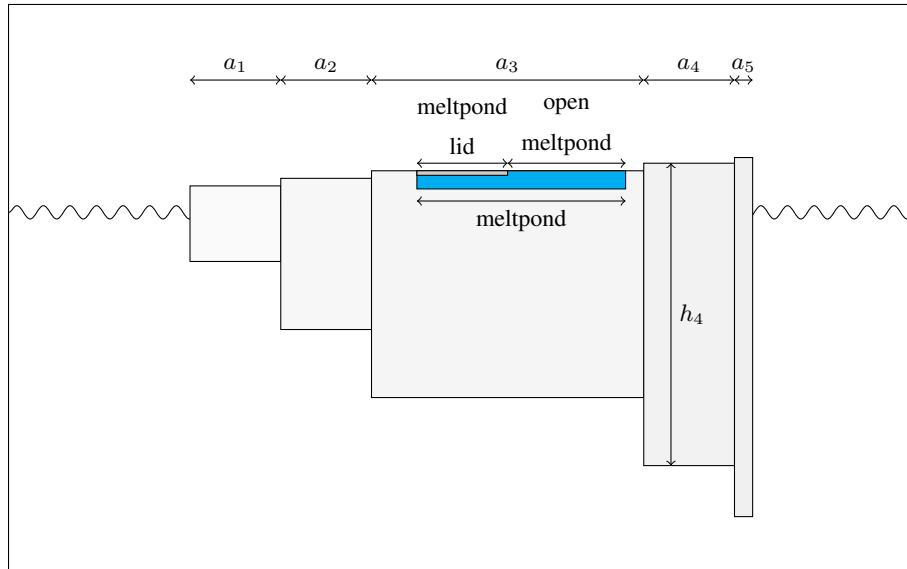 a₁ a₂ a₃ a₄ a₅
meltpond open
lid meltpond
meltpond
h₄